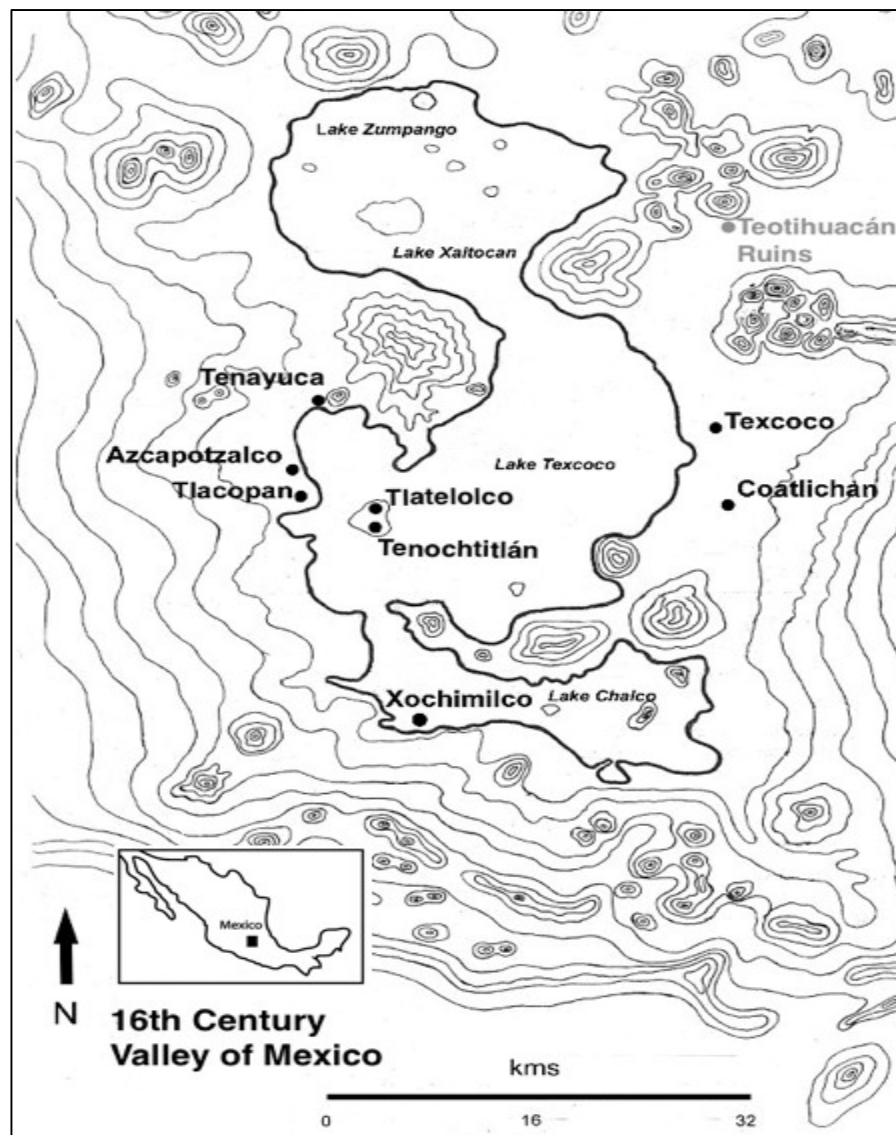 Lake Zumpango
Lake Xaltocan
Teotihuacán
Ruins
Tenayuca
Texcoco
Azcapotzalco
Lake Texcoco
Tlacopan
Tlatelolco
Coatlichan
Tenochtitlán
Xochimilco
Lake Chalco
Mexico
N
16th Century
Valley of Mexico
kms
0 16 32